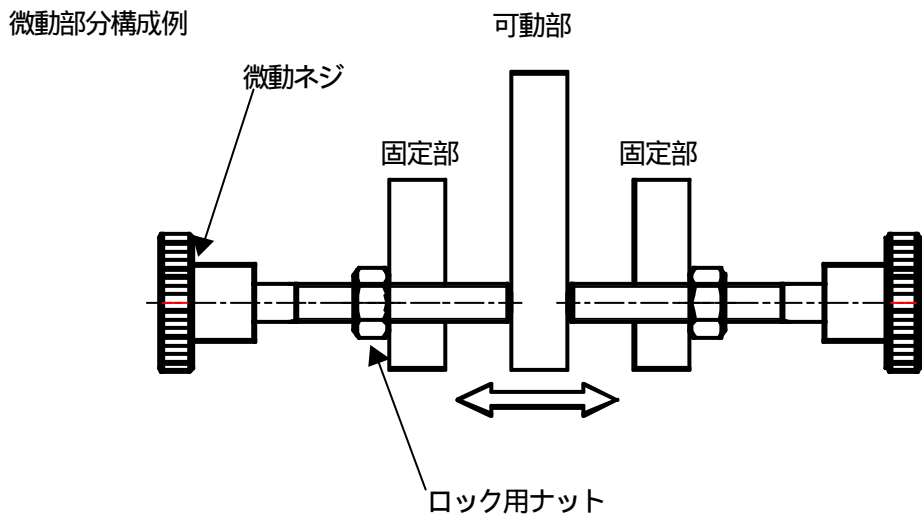 微動部分構成例
可動部
微動ネジ
固定部
固定部
ロック用ナット